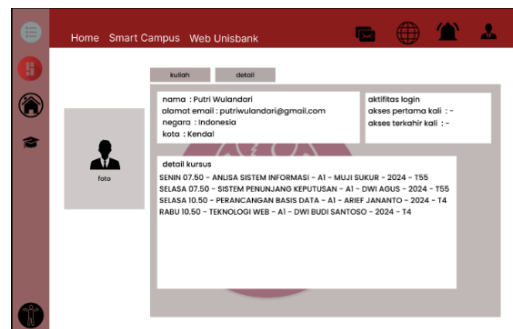 Home Smart Campus Web Unisbank
kuliah detail
nama : Putri Wulandari
alamat email : putriwulandari@gmail.com
negara : Indonesia
kota : Kendal
aktifitas login
akses pertama kali : -
akses terkahir kali : -
foto
detail kursus
SENIN 07.50 - ANLISA SISTEM INFORMASI - A1 - MUJI SUKUR - 2024 - T55
SELASA 07.50 - SISTEM PENUNJANG KEPUTUSAN - A1 - DWI AGUS - 2024 - T55
SELASA 10.50 - PERANCANGAN BASIS DATA - A1 - ARIEF JANANTO - 2024 - T4
RABU 10.50 - TEKNOLOGI WEB - A1 - DWI BUDI SANTOSO - 2024 - T4